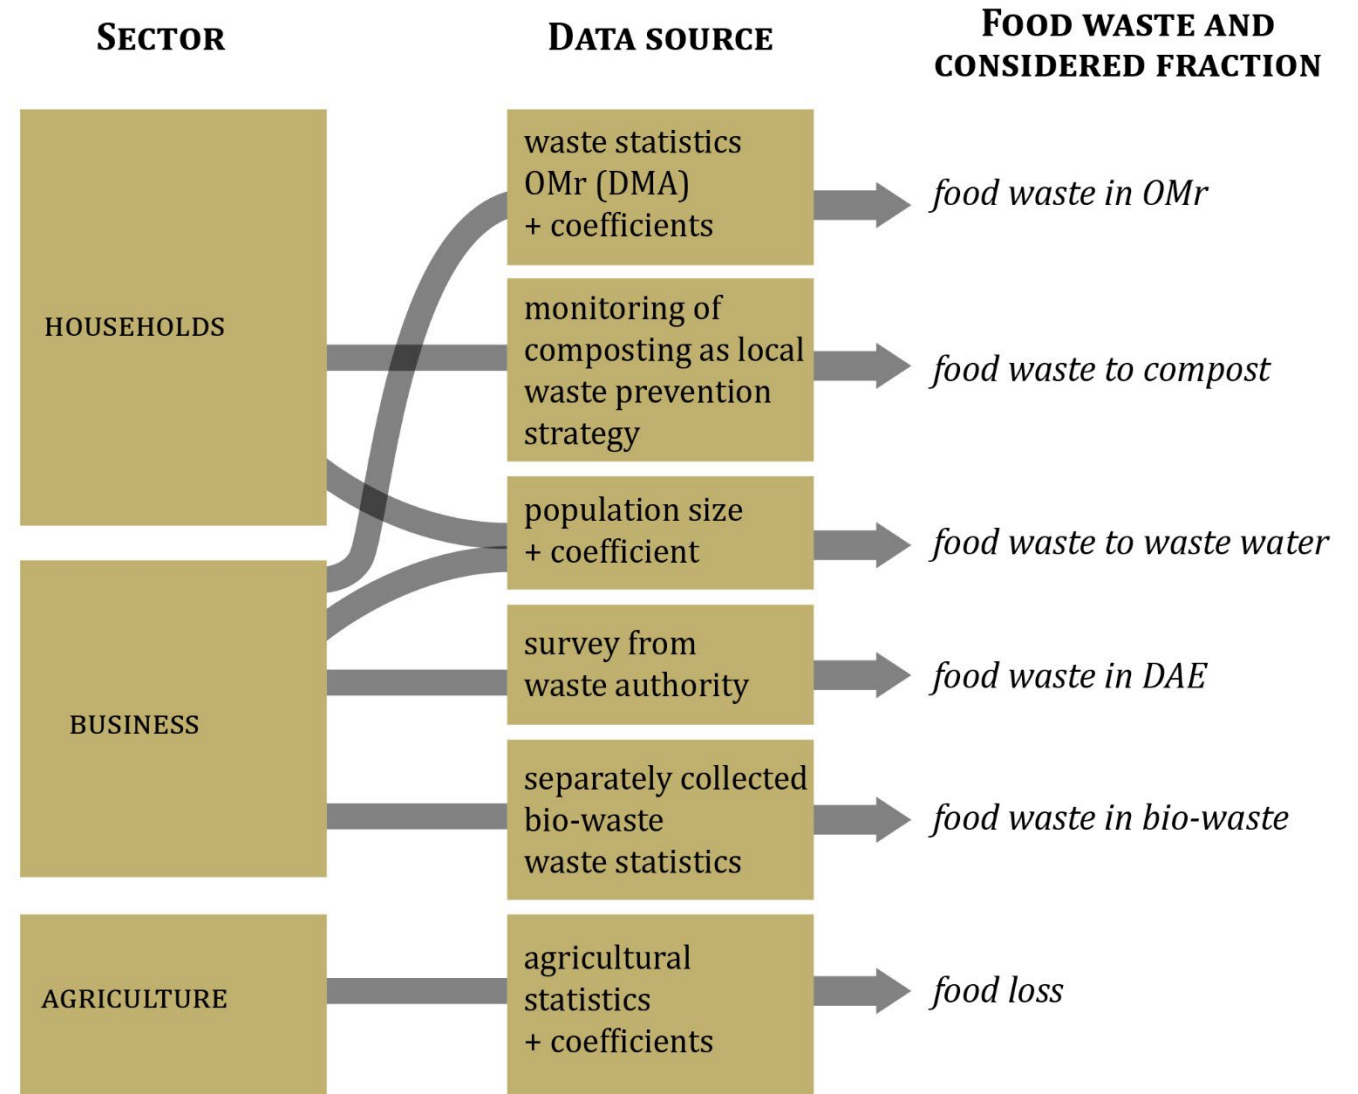 SECTOR
DATA SOURCE
FOOD WASTE AND
CONSIDERED FRACTION
HOUSEHOLDS
BUSINESS
AGRICULTURE
waste statistics
OMr (DMA)
+ coefficients
monitoring of
composting as local
waste prevention
strategy
population size
+ coefficient
survey from
waste authority
separately collected
bio-waste
waste statistics
agricultural
statistics
+ coefficients
food waste in OMr
food waste to compost
food waste to waste water
food waste in DAE
food waste in bio-waste
food loss